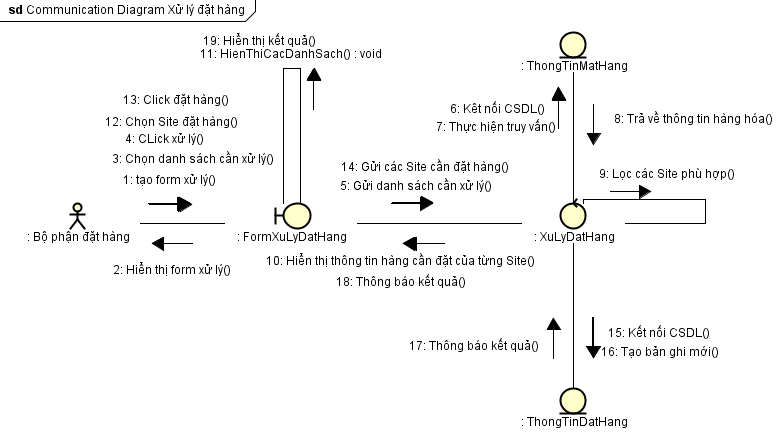 sd Communication Diagram Xử lý đặt hàng
19: Hiển thị kết quả()
11: HienThiCacDanhSach() : void
: ThongTinMatHang
13: Click đặt hàng()
12: Chọn Site đặt hàng()
4: CLick xử lý()
3: Chọn danh sách cần xử lý()
1: tạo form xử lý()
6: Kêt nối CSDL()
7: Thực hiện truy vấn()
8: Trả về thông tin hàng hóa()
14: Gửi các Site cần đặt hàng()
5: Gửi danh sách cần xử lý()
9: Lọc các Site phù hợp()
: Bộ phận đặt hàng
: FormXuLyDatHang
: XuLyDatHang
2: Hiển thị form xử lý()
10: Hiển thị thông tin hàng cần đặt của từng Site()
18: Thông báo kết quả()
17: Thông báo kết quả()
15: Kết nối CSDL()
16: Tạo bản ghi mới()
: ThongTinDatHang